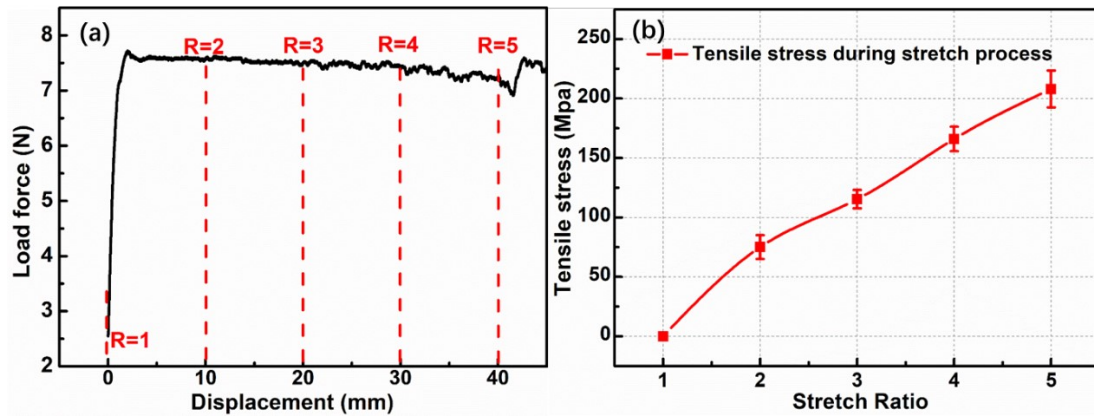 (a)
8
7
6
5
4
3
2
Load force (N)
R=1
R=2
R=3
R=4
R=5
0 10 20 30 40
Displacement (mm)
(b)
250
200
150
100
50
0
Tensile stress (Mpa)
Tensile stress during stretch process
1 2 3 4 5
Stretch Ratio